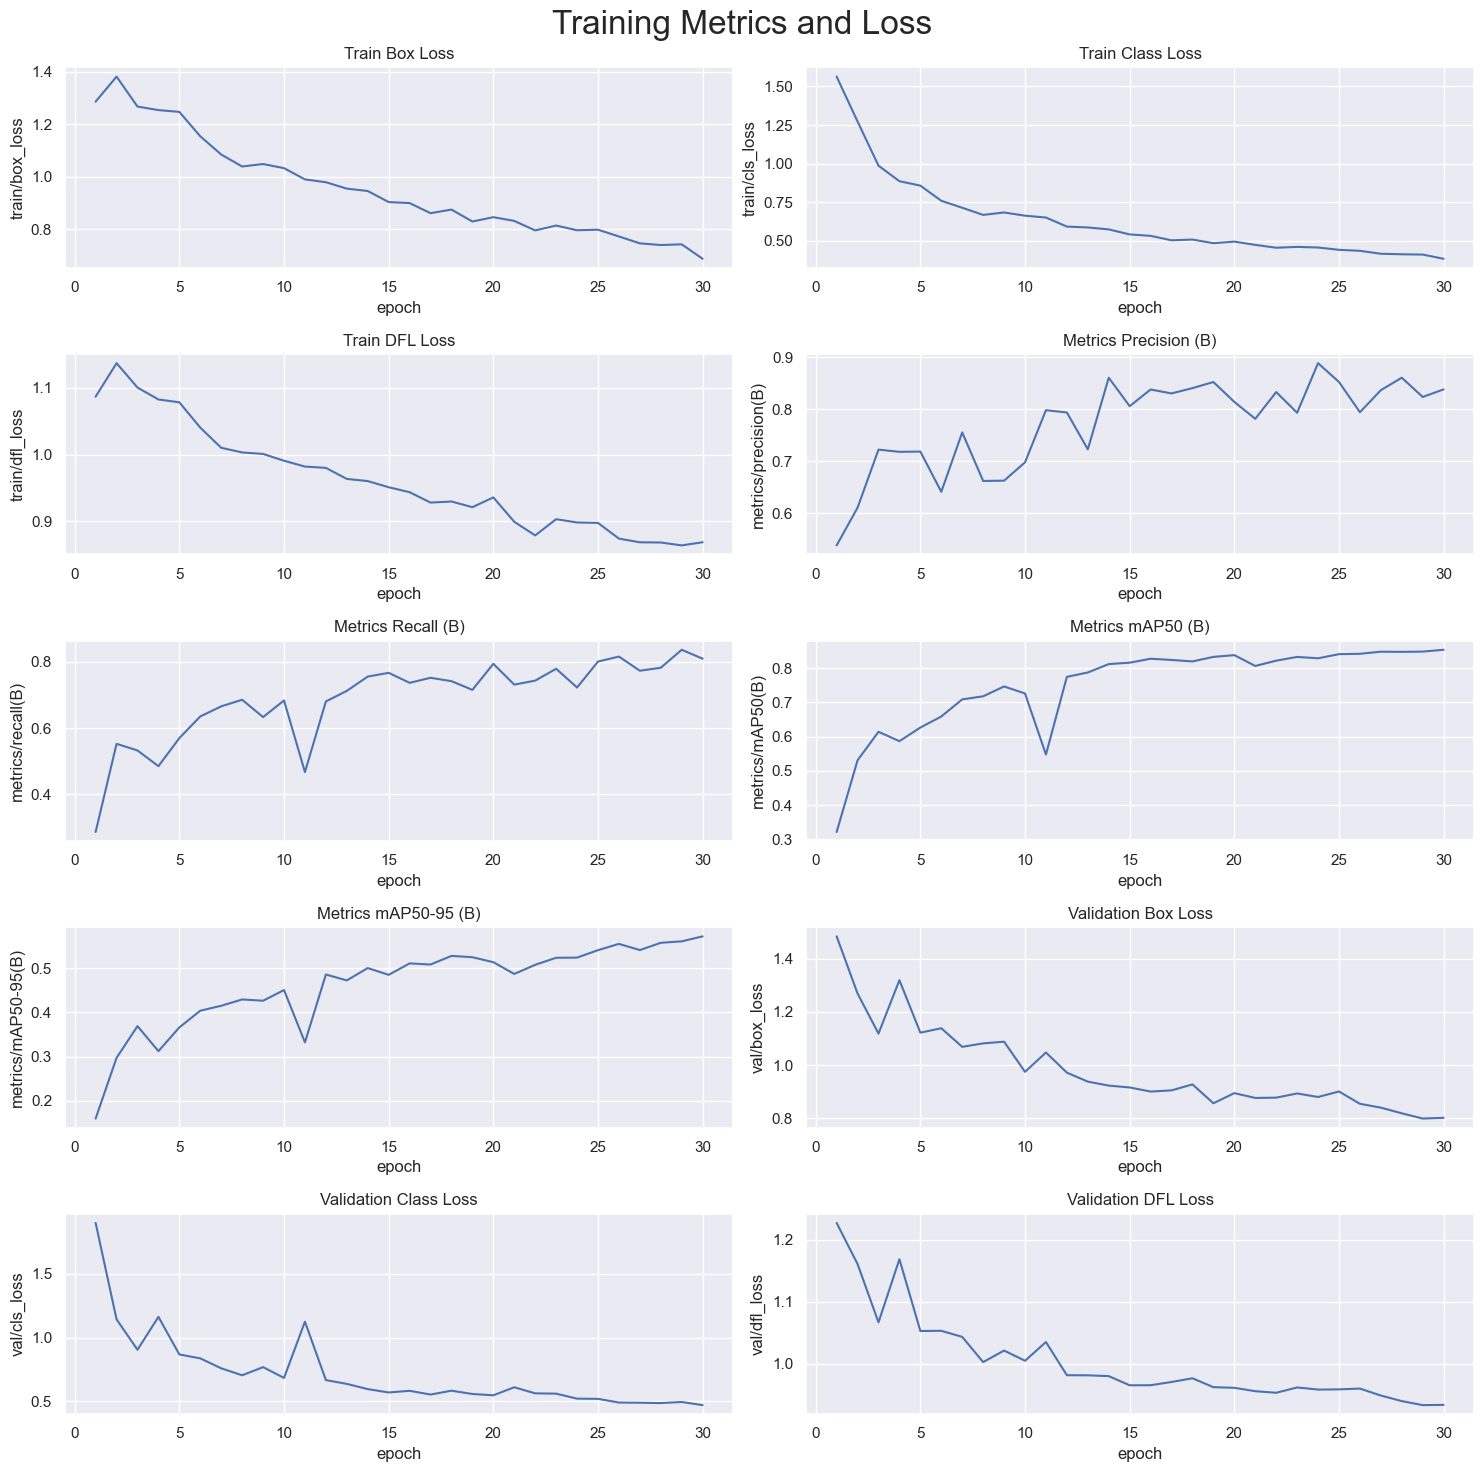 Training Metrics and Loss
Train Box Loss
train/box_loss
1.4
1.2
1.0
0.8
0 5 10 15 20 25 30
epoch
Train Class Loss
train/cls_loss
1.50
1.25
1.00
0.75
0.50
0 5 10 15 20 25 30
epoch
Train DFL Loss
train/dfl_loss
1.1
1.0
0.9
0 5 10 15 20 25 30
epoch
Metrics Precision (B)
metrics/precision(B)
0.9
0.8
0.7
0.6
0 5 10 15 20 25 30
epoch
Metrics Recall (B)
metrics/recall(B)
0.8
0.6
0.4
0 5 10 15 20 25 30
epoch
Metrics mAP50 (B)
metrics/mAP50(B)
0.8
0.7
0.6
0.5
0.4
0.3
0 5 10 15 20 25 30
epoch
Metrics mAP50-95 (B)
metrics/mAP50-95(B)
0.5
0.4
0.3
0.2
0 5 10 15 20 25 30
epoch
Validation Box Loss
val/box_loss
1.4
1.2
1.0
0.8
0 5 10 15 20 25 30
epoch
Validation Class Loss
val/cls_loss
1.5
1.0
0.5
0 5 10 15 20 25 30
epoch
Validation DFL Loss
val/dfl_loss
1.2
1.1
1.0
0 5 10 15 20 25 30
epoch